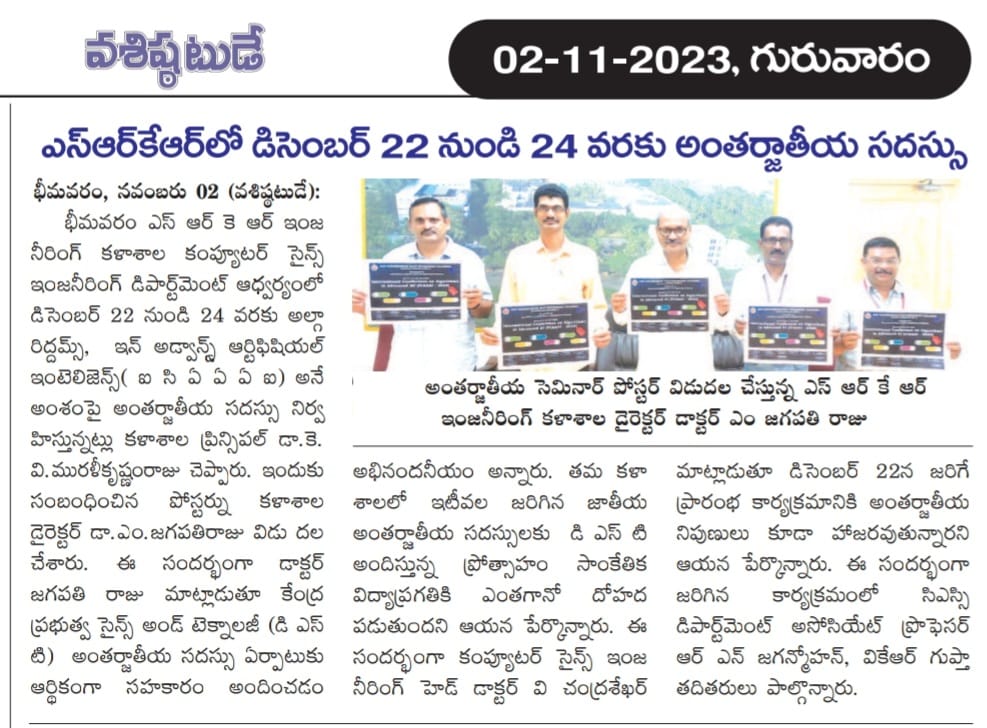 వశిష్ఠటుడే
02-11-2023, గురువారం
ఎస్ఆర్‌కేఆర్‌లో డిసెంబర్ 22 నుండి 24 వరకు అంతర్జాతీయ సదస్సు
భీమవరం, నవంబరు 02 (వశిష్ఠటుడే):
భీమవరం ఎస్ ఆర్ కె ఆర్ ఇంజ
నీరింగ్ కళాశాల కంప్యూటర్ సైన్స్
ఇంజనీరింగ్ డిపార్ట్‌మెంట్ ఆధ్వర్యంలో
డిసెంబర్ 22 నుండి 24 వరకు అల్గా
రిద్దమ్స్, ఇన్ అడ్వాన్స్డ్ ఆర్టిఫిషియల్
ఇంటెలిజెన్స్( ఐ సి ఏ ఏ ఏ ఐ) అనే
అంశంపై అంతర్జాతీయ సదస్సు నిర్వ
హిస్తున్నట్లు కళాశాల ప్రిన్సిపల్ డా.కె.
వి.మురళీకృష్ణంరాజు చెప్పారు. ఇందుకు
సంబంధించిన పోస్టర్ను కళాశాల
డైరెక్టర్ డా.ఎం.జగపతిరాజు విడు దల
చేశారు. ఈ సందర్భంగా డాక్టర్
జగపతి రాజు మాట్లాడుతూ కేంద్ర
ప్రభుత్వ సైన్స్ అండ్ టెక్నాలజీ (డి ఎస్
టి) అంతర్జాతీయ సదస్సు ఏర్పాటుకు
ఆర్థికంగా సహకారం అందించడం
అంతర్జాతీయ సెమినార్ పోస్టర్ విడుదల చేస్తున్న ఎస్ ఆర్ కే ఆర్
ఇంజనీరింగ్ కళాశాల డైరెక్టర్ డాక్టర్ ఎం జగపతి రాజు
అభినందనీయం అన్నారు. తమ కళా
శాలలో ఇటీవల జరిగిన జాతీయ
అంతర్జాతీయ సదస్సులకు డి ఎస్ టి
అందిస్తున్న ప్రోత్సాహం సాంకేతిక
విద్యాప్రగతికి ఎంతగానో దోహద
పడుతుందని ఆయన పేర్కొన్నారు. ఈ
సందర్భంగా కంప్యూటర్ సైన్స్ ఇంజ
నీరింగ్ హెడ్ డాక్టర్ వి చంద్రశేఖర్
మాట్లాడుతూ డిసెంబర్ 22న జరిగే
ప్రారంభ కార్యక్రమానికి అంతర్జాతీయ
నిపుణులు కూడా హాజరవుతున్నారని
ఆయన పేర్కొన్నారు. ఈ సందర్భంగా
జరిగిన కార్యక్రమంలో సిఎస్సి
డిపార్ట్‌మెంట్ అసోసియేట్ ప్రొఫెసర్
ఆర్ ఎన్ జగన్మోహన్, వికేఆర్ గుప్తా
తదితరులు పాల్గొన్నారు.